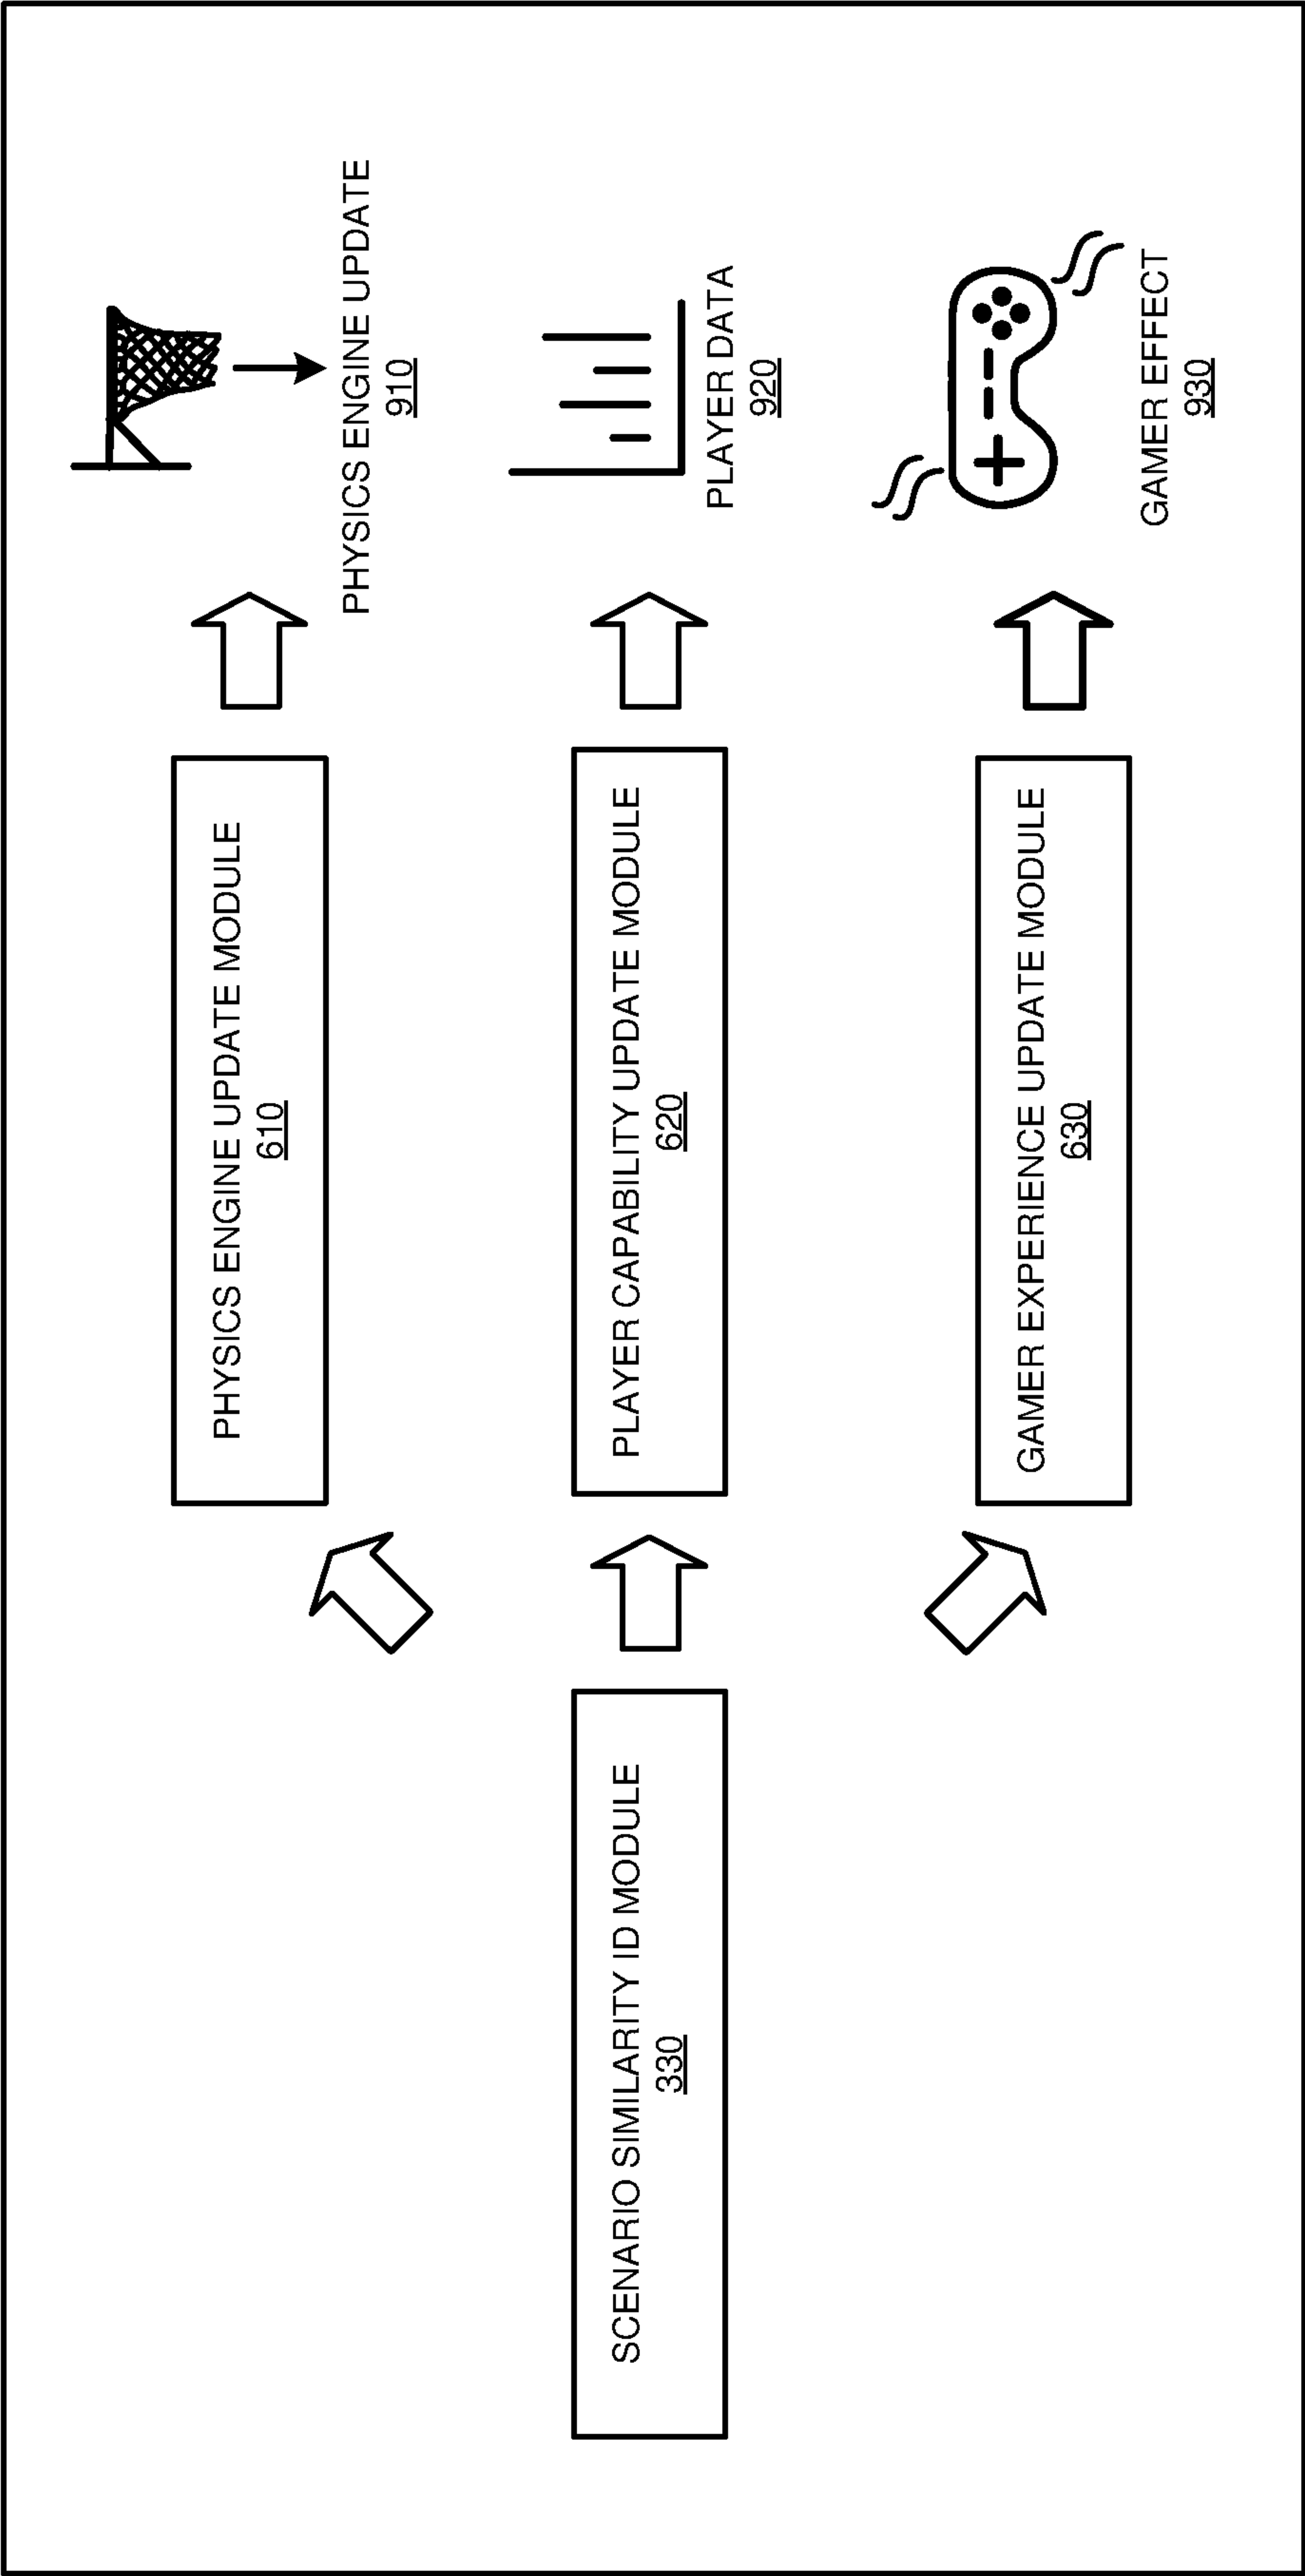 SCENARIO SIMILARITY ID MODULE
330
PHYSICS ENGINE UPDATE MODULE
610
PHYSICS ENGINE UPDATE
910
PLAYER CAPABILITY UPDATE MODULE
620
PLAYER DATA
920
GAMER EXPERIENCE UPDATE MODULE
630
GAMER EFFECT
930